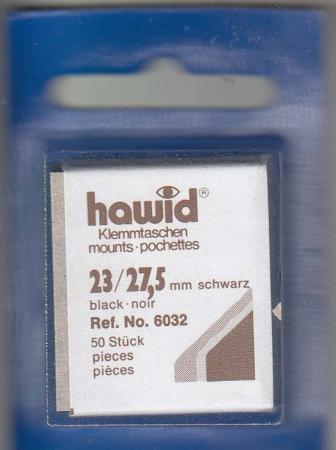 hawid®
Klemmtaschen
mounts·pochettes
23/27,5 mm schwarz
black·noir
Ref. No. 6032
50 Stück
pieces
pièces